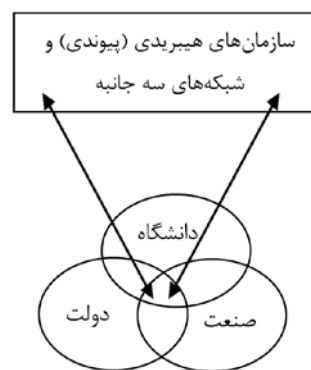 سازمان‌های هیبریدی (پیوندی) و
شبکه‌های سه جانبه
دانشگاه
دولت
صنعت